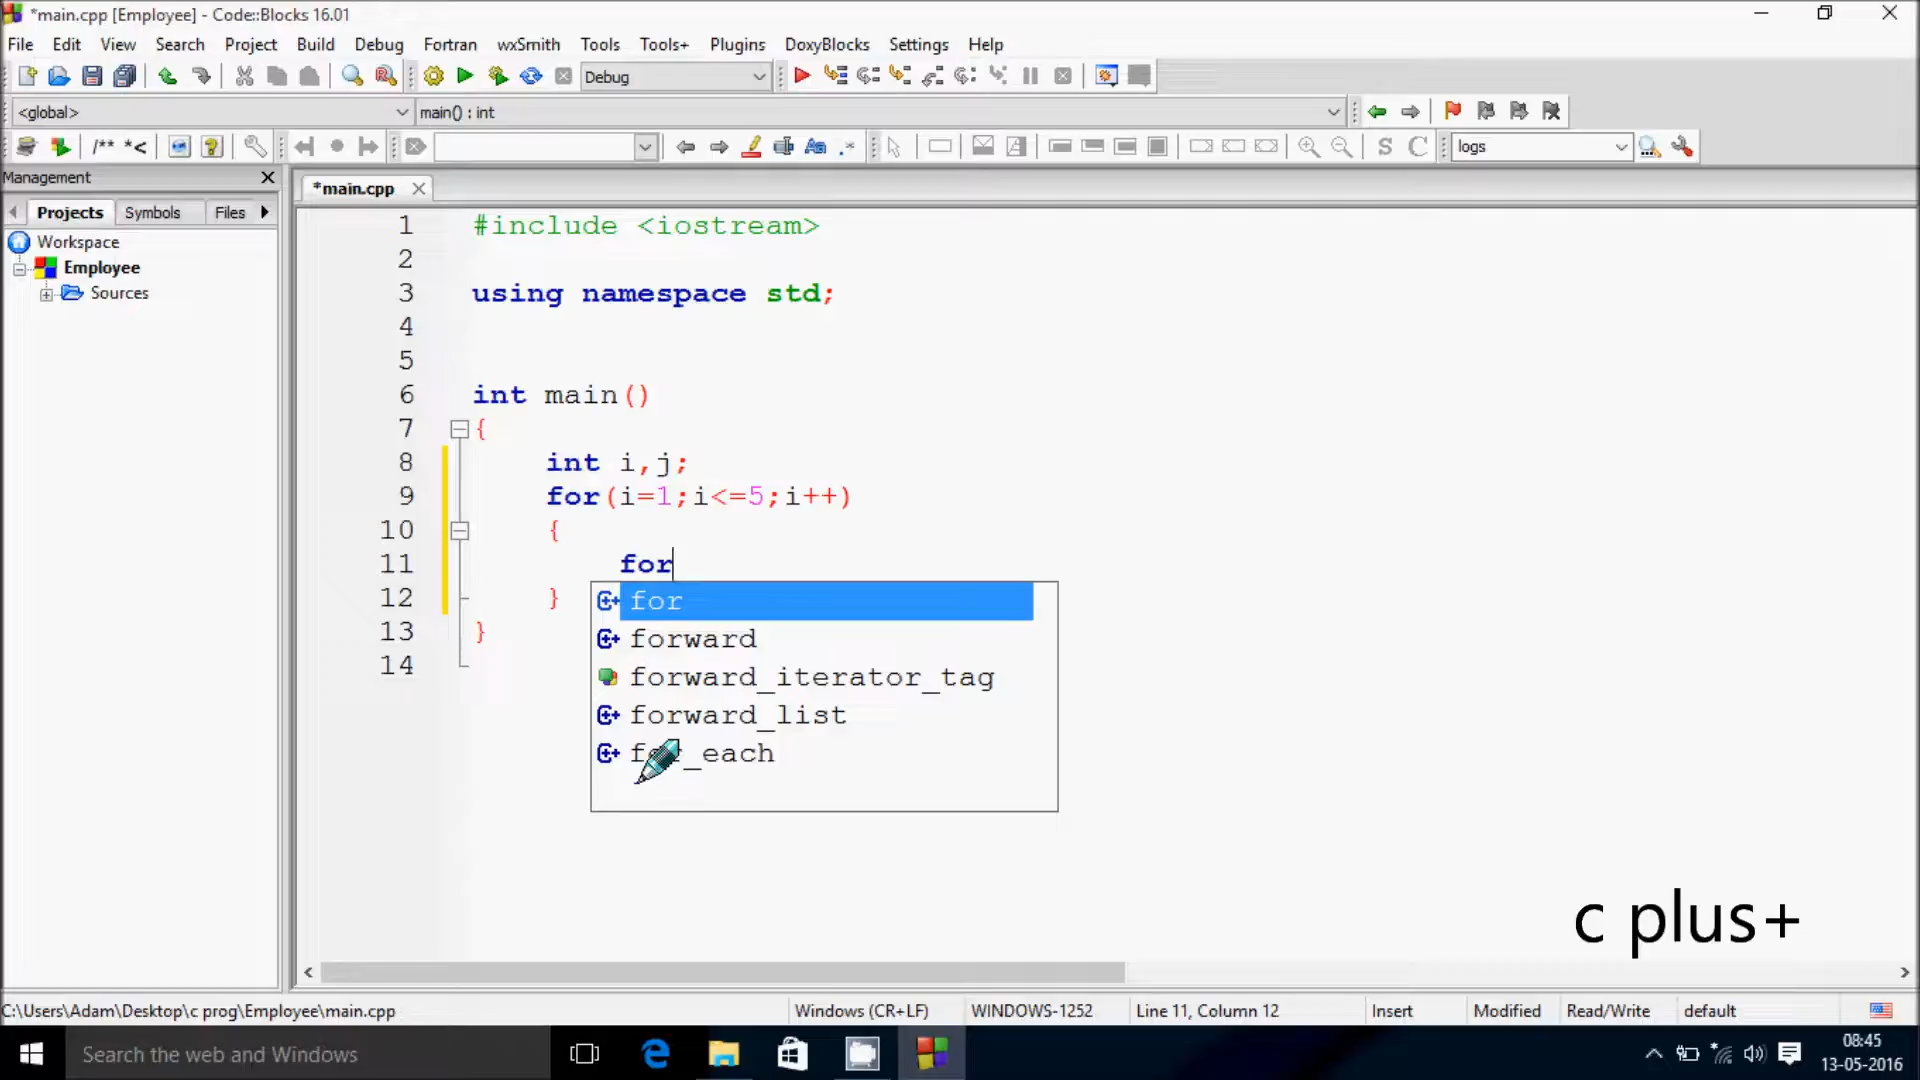 *main.cpp [Employee] - Code::Blocks 16.01
File Edit View Search Project Build Debug Fortran wxSmith Tools Tools+ Plugins DoxyBlocks Settings Help
Debug
<global> main() : int
/** *< Aa .* S C logs
Management
Projects Symbols Files
*main.cpp
Workspace
Employee
Sources
1 #include <iostream>
2
3 using namespace std;
4
5
6 int main()
7 {
8 int i,j;
9 for(i=1;i<=5;i++)
10 {
11 for
12 }
13 }
14
for
forward
forward_iterator_tag
forward_list
for_each
c plus+
C:\Users\Adam\Desktop\c prog\Employee\main.cpp Windows (CR+LF) WINDOWS-1252 Line 11, Column 12 Insert Modified Read/Write default
Search the web and Windows
08:45
13-05-2016